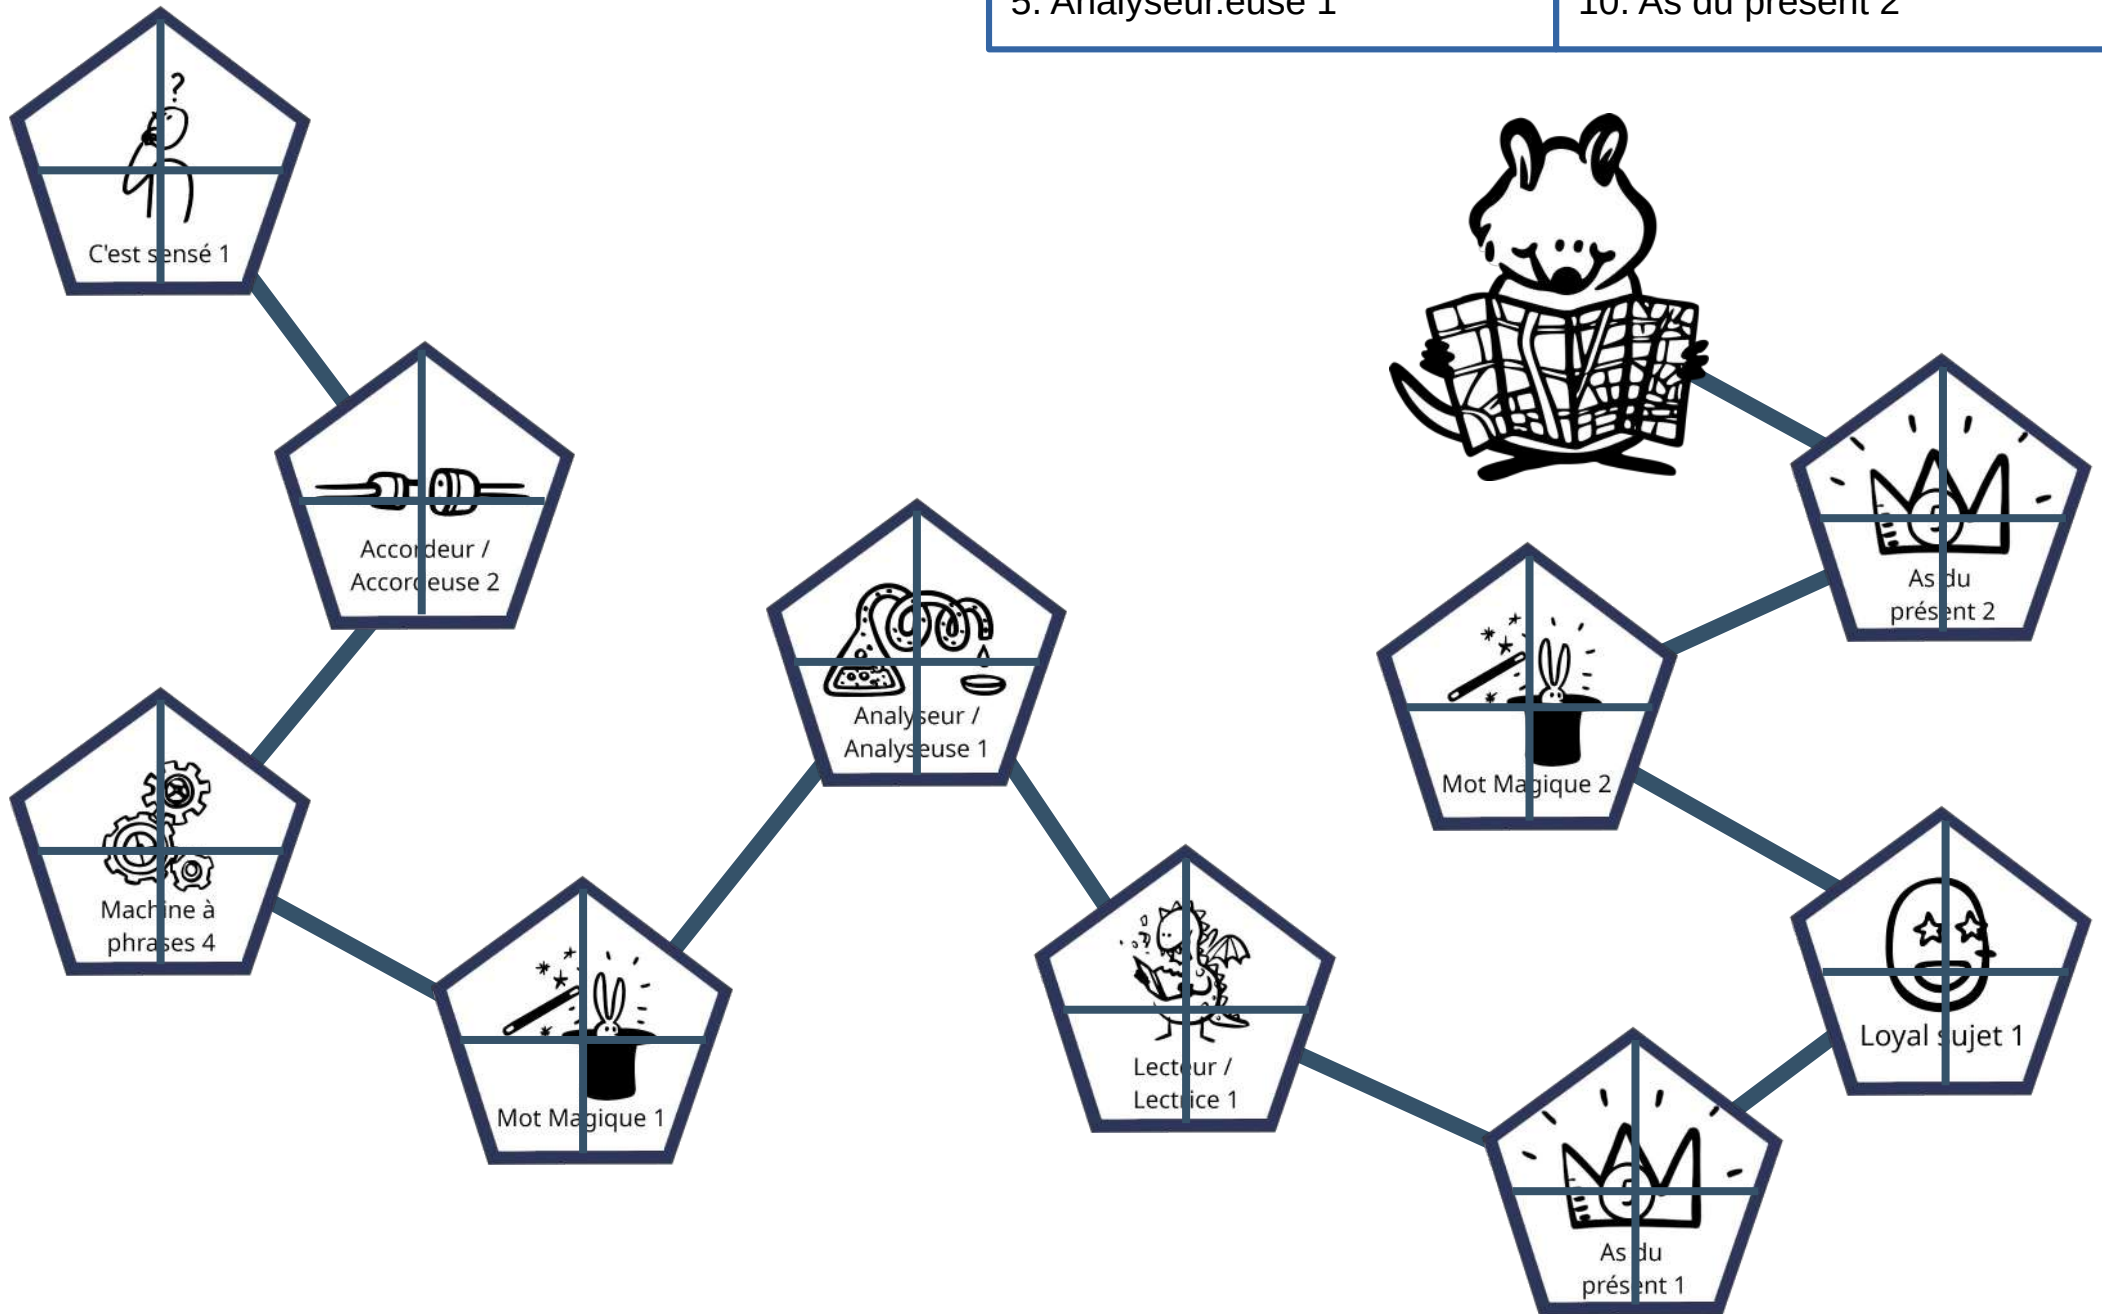 5. Analyseur.euse 1
10. As du présent 2
?
C'est sensé 1
Accordeur /
Accordeuse 2
Machine à
phrases 4
Mot Magique 1
Analyseur /
Analyseuse 1
Lecteur /
Lectrice 1
As du
présent 1
Loyal sujet 1
Mot Magique 2
As du
présent 2